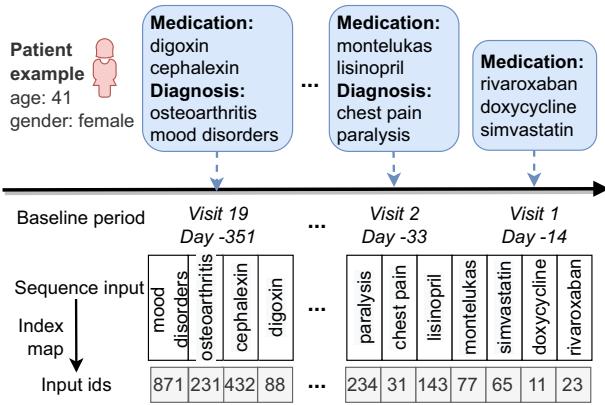 Patient
example
age: 41
gender: female
Medication:
digoxin
cephalexin
Diagnosis:
osteoarthritis
mood disorders
...
Medication:
montelukas
lisinopril
Diagnosis:
chest pain
paralysis
Medication:
rivaroxaban
doxycycline
simvastatin
Baseline period
Visit 19
Day -351
...
Visit 2
Day -33
Visit 1
Day -14
Sequence input
mood
disorders
osteoarthritis
cephalexin
digoxin
...
paralysis
chest pain
lisinopril
montelukas
simvastatin
doxycycline
rivaroxaban
Index
map
Input ids
871 231 432 88 ... 234 31 143 77 65 11 23